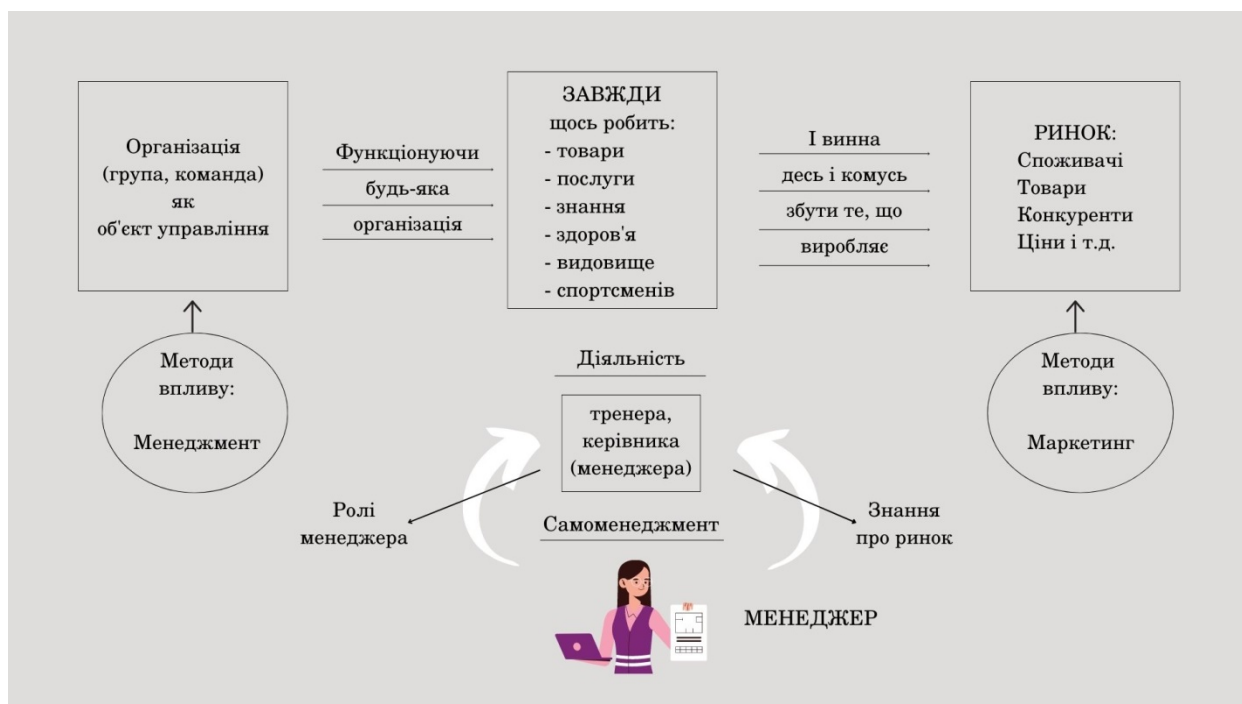 Організація
(група, команда)
як
об'єкт управління
Функціонуючи
будь-яка
організація
ЗАВЖДИ
щось робить:
- товари
- послуги
- знання
- здоров'я
- видовище
- спортсменів
І винна
десь і комусь
збути те, що
виробляє
РИНОК:
Споживачі
Товари
Конкуренти
Ціни і т.д.
Методи
впливу:
Менеджмент
Діяльність
тренера,
керівника
(менеджера)
Самоменеджмент
Методи
впливу:
Маркетинг
Ролі
менеджера
Знання
про ринок
МЕНЕДЖЕР